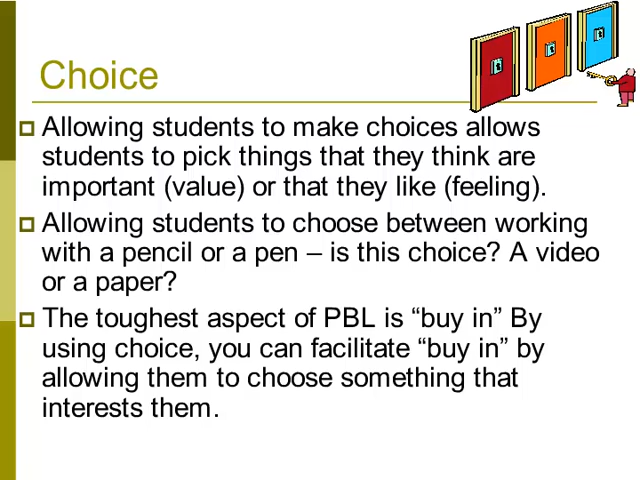 Choice
Allowing students to make choices allows
students to pick things that they think are
important (value) or that they like (feeling).
Allowing students to choose between working
with a pencil or a pen – is this choice? A video
or a paper?
The toughest aspect of PBL is “buy in” By
using choice, you can facilitate “buy in” by
allowing them to choose something that
interests them.